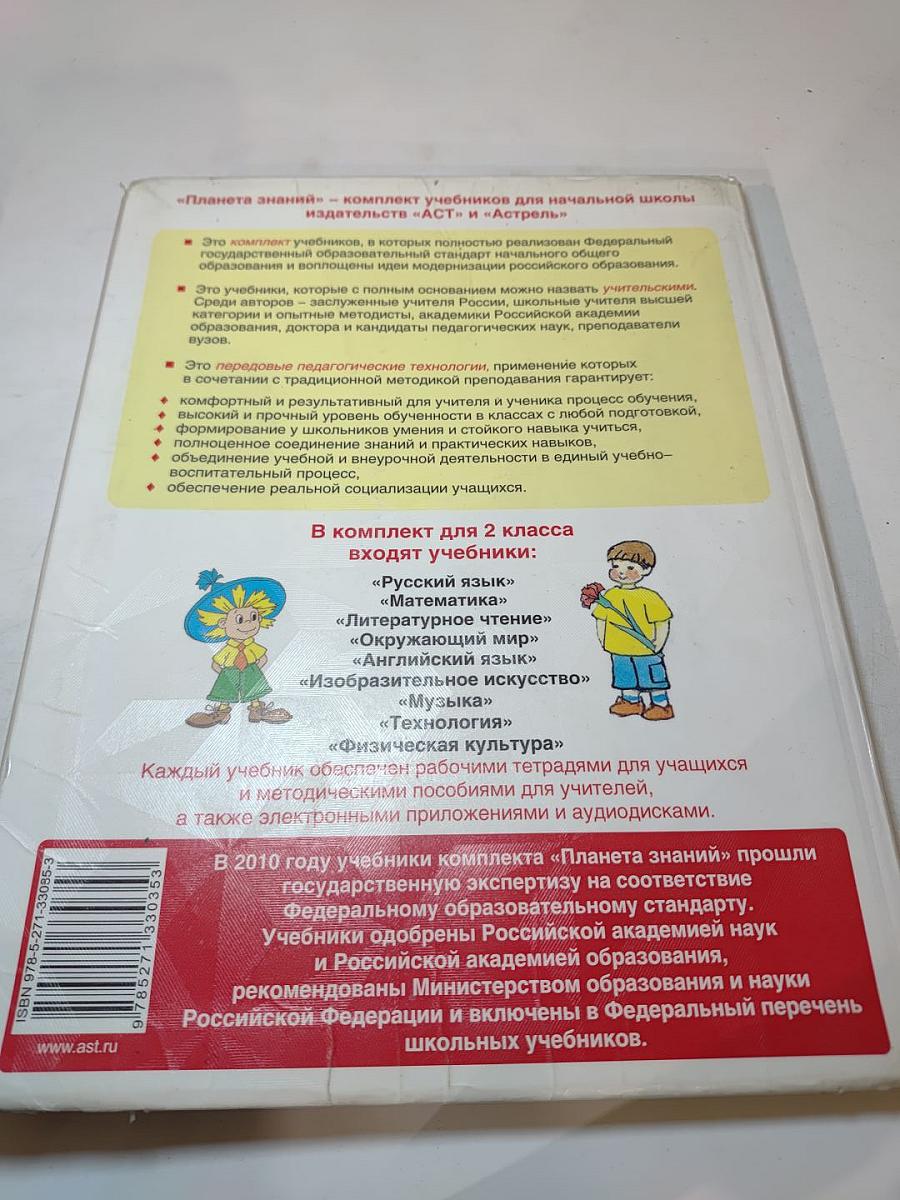 «Планета знаний» – комплект учебников для начальной школы
издательств «АСТ» и «Астрель»
Это комплект учебников, в которых полностью реализован Федеральный
государственный образовательный стандарт начального общего
образования и воплощены идеи модернизации российского образования.
Это учебники, которые с полным основанием можно назвать учительскими.
Среди авторов – заслуженные учителя России, школьные учителя высшей
категории и опытные методисты, академики Российской академии
образования, доктора и кандидаты педагогических наук, преподаватели
вузов.
Это передовые педагогические технологии, применение которых
в сочетании с традиционной методикой преподавания гарантирует:
комфортный и результативный для учителя и ученика процесс обучения,
высокий и прочный уровень обученности в классах с любой подготовкой,
формирование у школьников умения и стойкого навыка учиться,
полноценное соединение знаний и практических навыков,
объединение учебной и внеурочной деятельности в единый учебно–
воспитательный процесс,
обеспечение реальной социализации учащихся.
В комплект для 2 класса
входят учебники:
«Русский язык»
«Математика»
«Литературное чтение»
«Окружающий мир»
«Английский язык»
«Изобразительное искусство»
«Музыка»
«Технология»
«Физическая культура»
Каждый учебник обеспечен рабочими тетрадями для учащихся
и методическими пособиями для учителей,
а также электронными приложениями и аудиодисками.
В 2010 году учебники комплекта «Планета знаний» прошли
государственную экспертизу на соответствие
Федеральному образовательному стандарту.
Учебники одобрены Российской академией наук
и Российской академией образования,
рекомендованы Министерством образования и науки
Российской Федерации и включены в Федеральный перечень
школьных учебников.
ISBN 978-5-271-33085-3
9 785271 330353
www.ast.ru